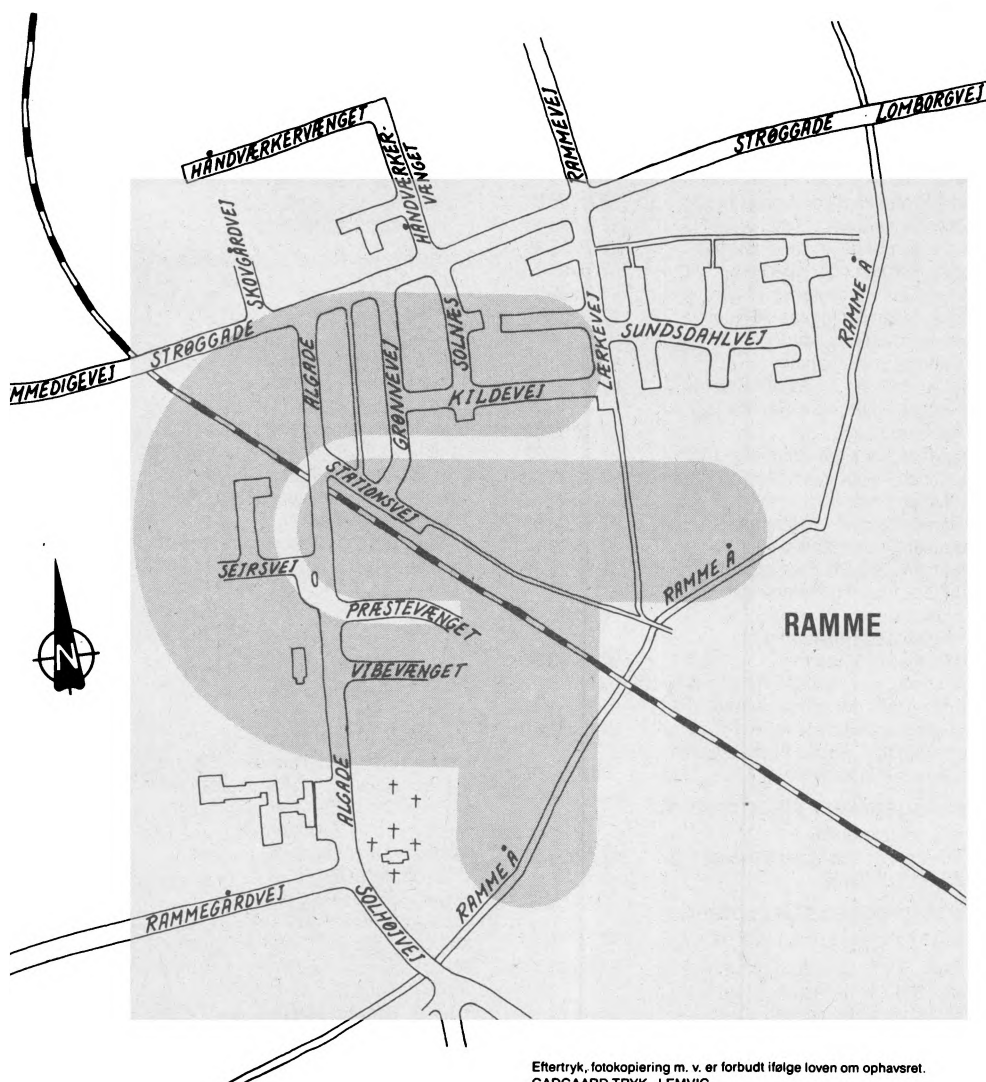 RAMMEVEJ
STRØGGADE
LOMBORGVEJ
HÅNDVÆRKERVÆNGET
HÅNDVÆRKER-
VÆNGET
SKOVGÅRDVEJ
RAMME Å
STRØGGADE
MMEDIGEVEJ
ALGADE
GRØNNEVEJ
SOLNÆS
KILDEVEJ
LÆRKEVEJ
SUNDSDAHLVEJ
STATIONSVEJ
SEJRSVEJ
PRÆSTEVÆNGET
RAMME Å
RAMME
N
VIBEVÆNGET
ALGADE
RAMME Å
RAMMEGÅRDVEJ
SOLHØJVEJ
Eftertryk, fotokopiering m. v. er forbudt ifølge loven om ophavsret.